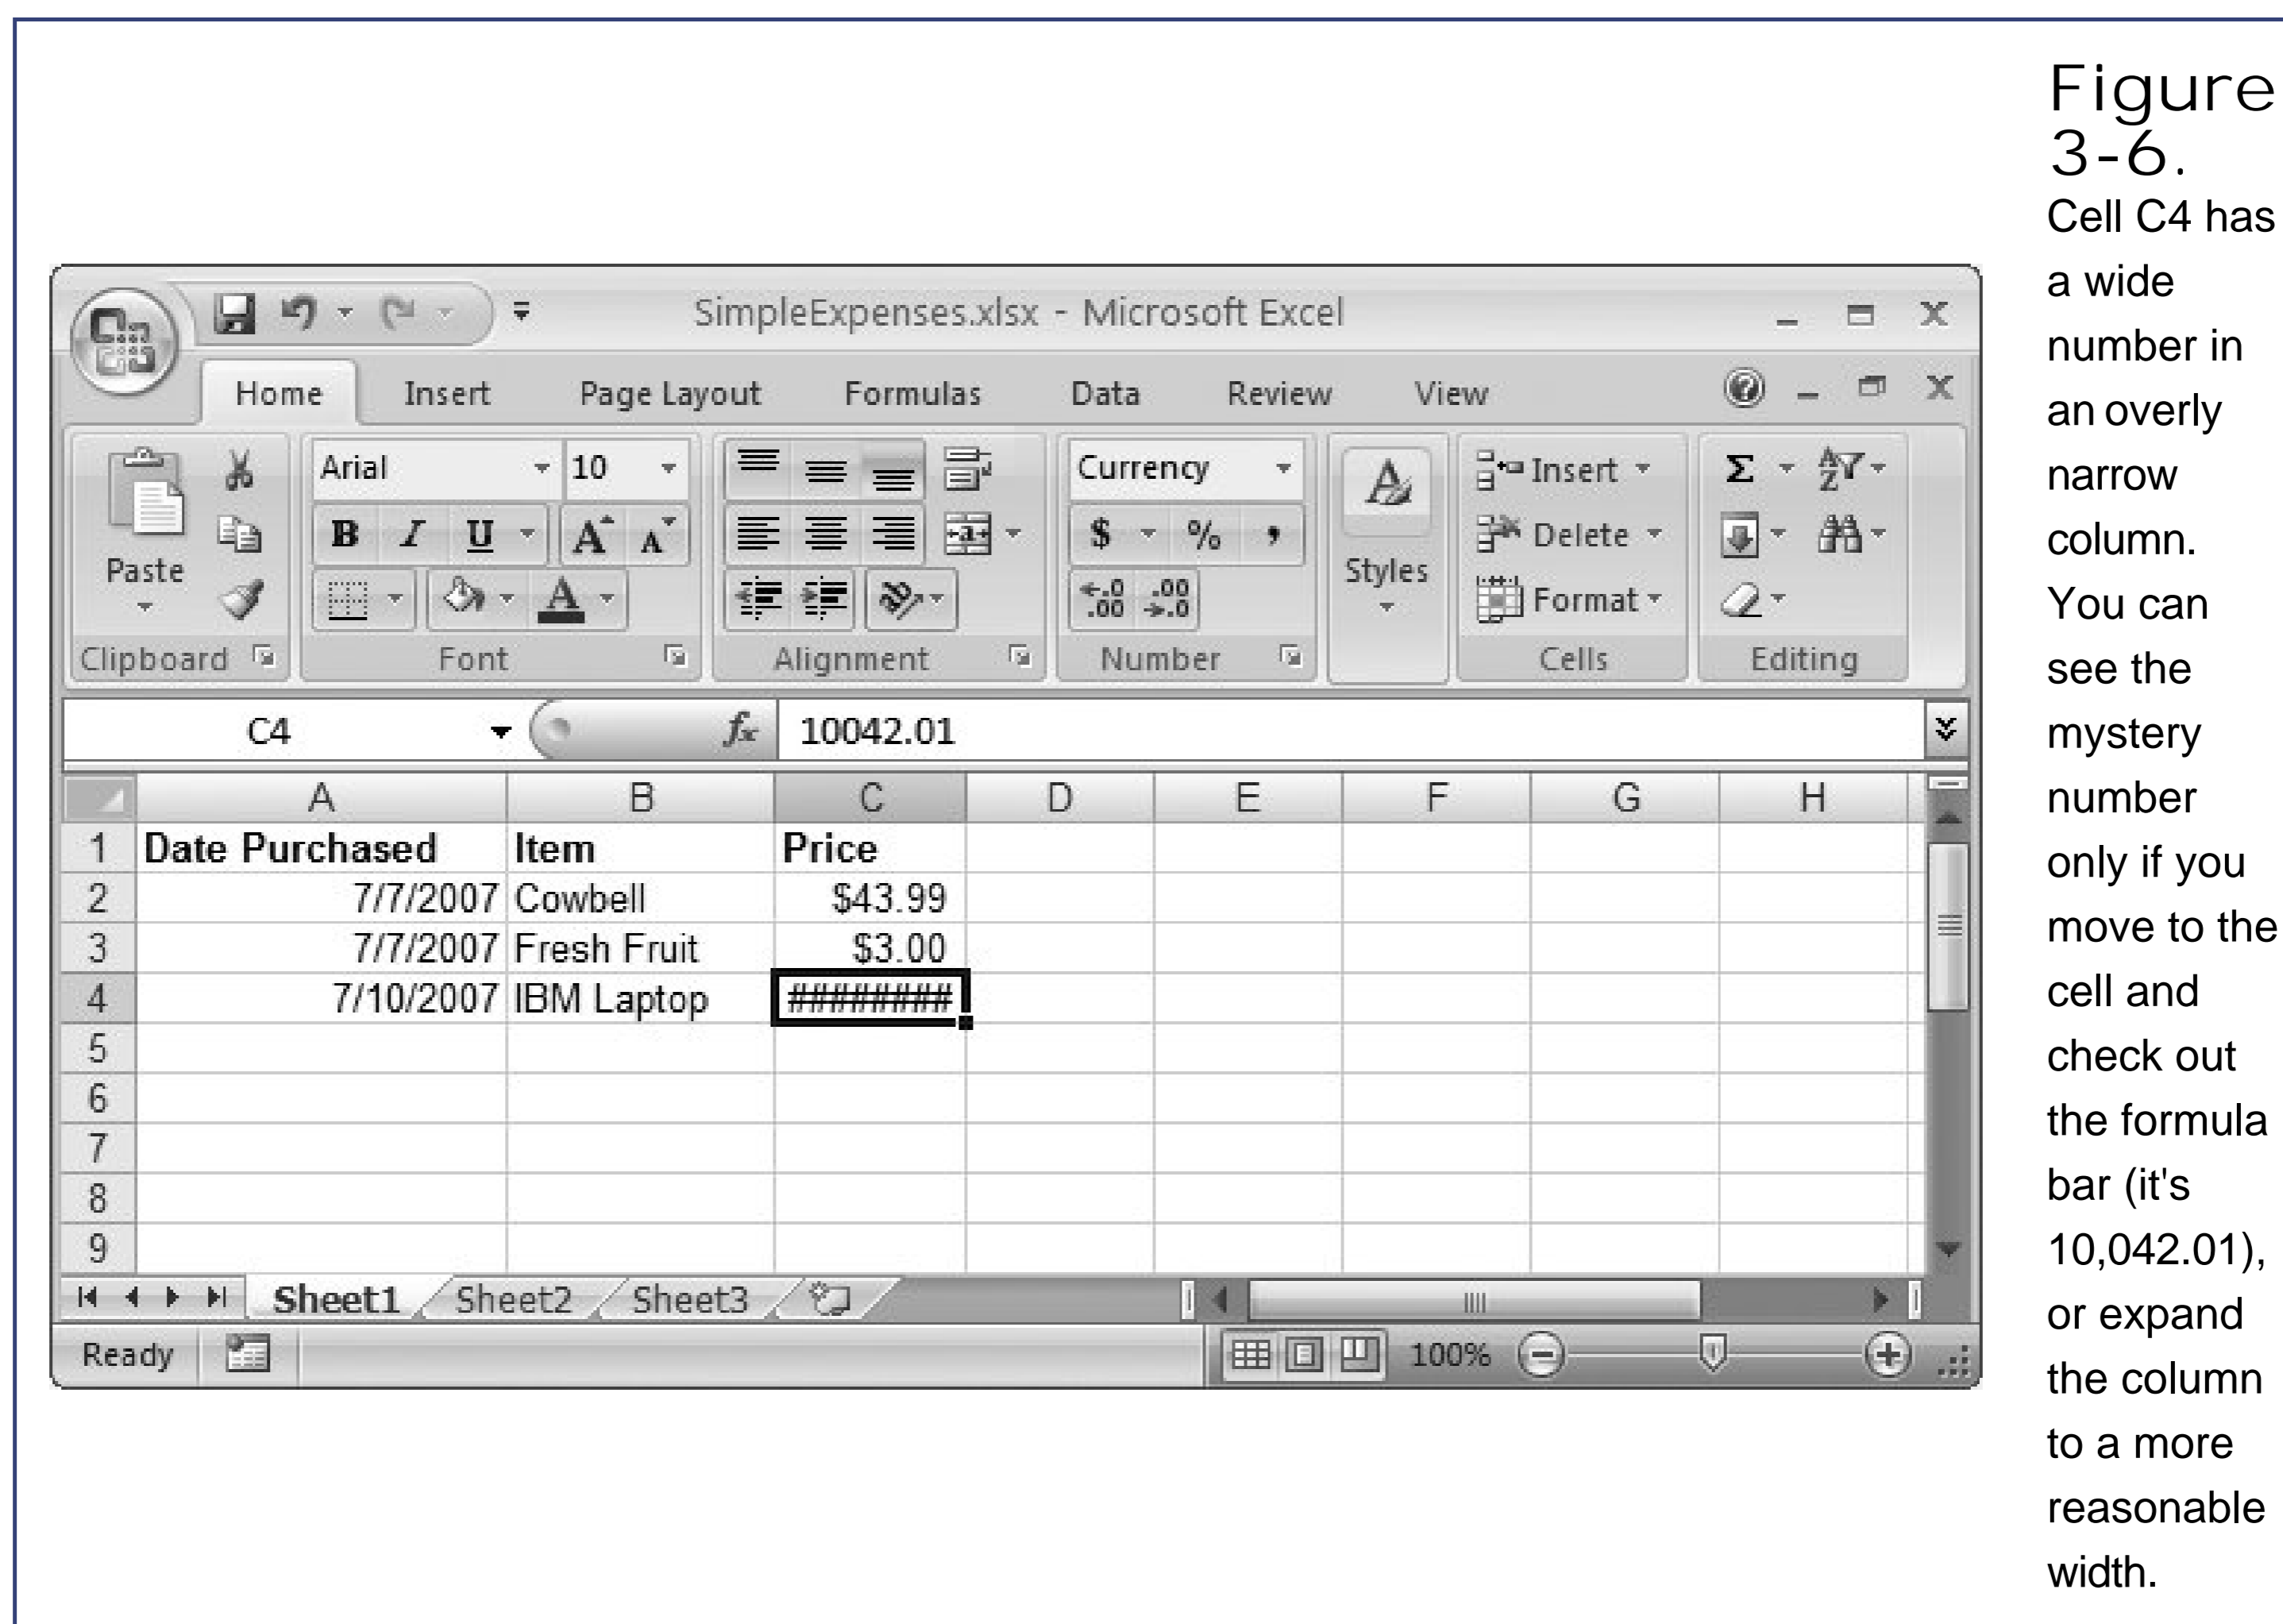 Figure
3-6.
Cell C4 has
a wide
number in
an overly
narrow
column.
You can
see the
mystery
number
only if you
move to the
cell and
check out
the formula
bar (it's
10,042.01),
or expand
the column
to a more
reasonable
width.
SimpleExpenses.xlsx - Microsoft Excel
Home Insert Page Layout Formulas Data Review View
Arial 10 Currency Insert Σ
B I U A A $ % , Delete
Paste Styles
A Format
Clipboard Font Alignment Number Cells Editing
C4 fx 10042.01
A B C D E F G H
1 Date Purchased Item Price
2 7/7/2007 Cowbell $43.99
3 7/7/2007 Fresh Fruit $3.00
4 7/10/2007 IBM Laptop ########
5
6
7
8
9
Sheet1 Sheet2 Sheet3
Ready 100%